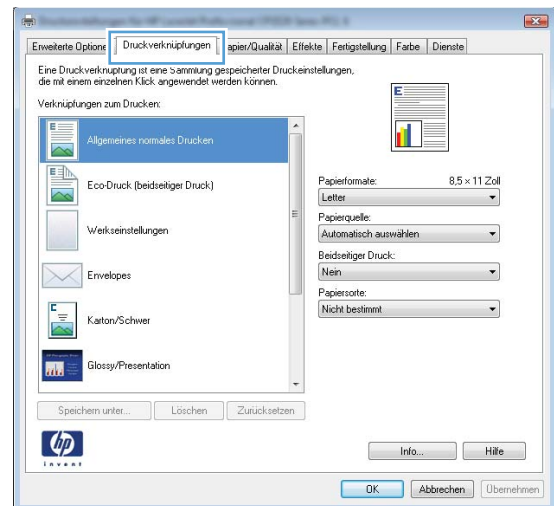 Erweiterte Optione
Druckverknüpfungen
apier/Qualität
Effekte
Fertigstellung
Farbe
Dienste
Eine Druckverknüpfung ist eine Sammlung gespeicherter Druckeinstellungen,
die mit einem einzelnen Klick angewendet werden können.
Verknüpfungen zum Drucken:
Allgemeines normales Drucken
Eco-Druck (beidseitiger Druck)
Werkseinstellungen
Envelopes
Karton/Schwer
Glossy/Presentation
Speichern unter...
Löschen
Zurücksetzen
E
Papierformate: 8,5 × 11 Zoll
Letter
Papierquelle:
Automatisch auswählen
Beidseitiger Druck:
Nein
Papiersorte:
Nicht bestimmt
hp
invent
Info...
Hilfe
OK
Abbrechen
Übernehmen